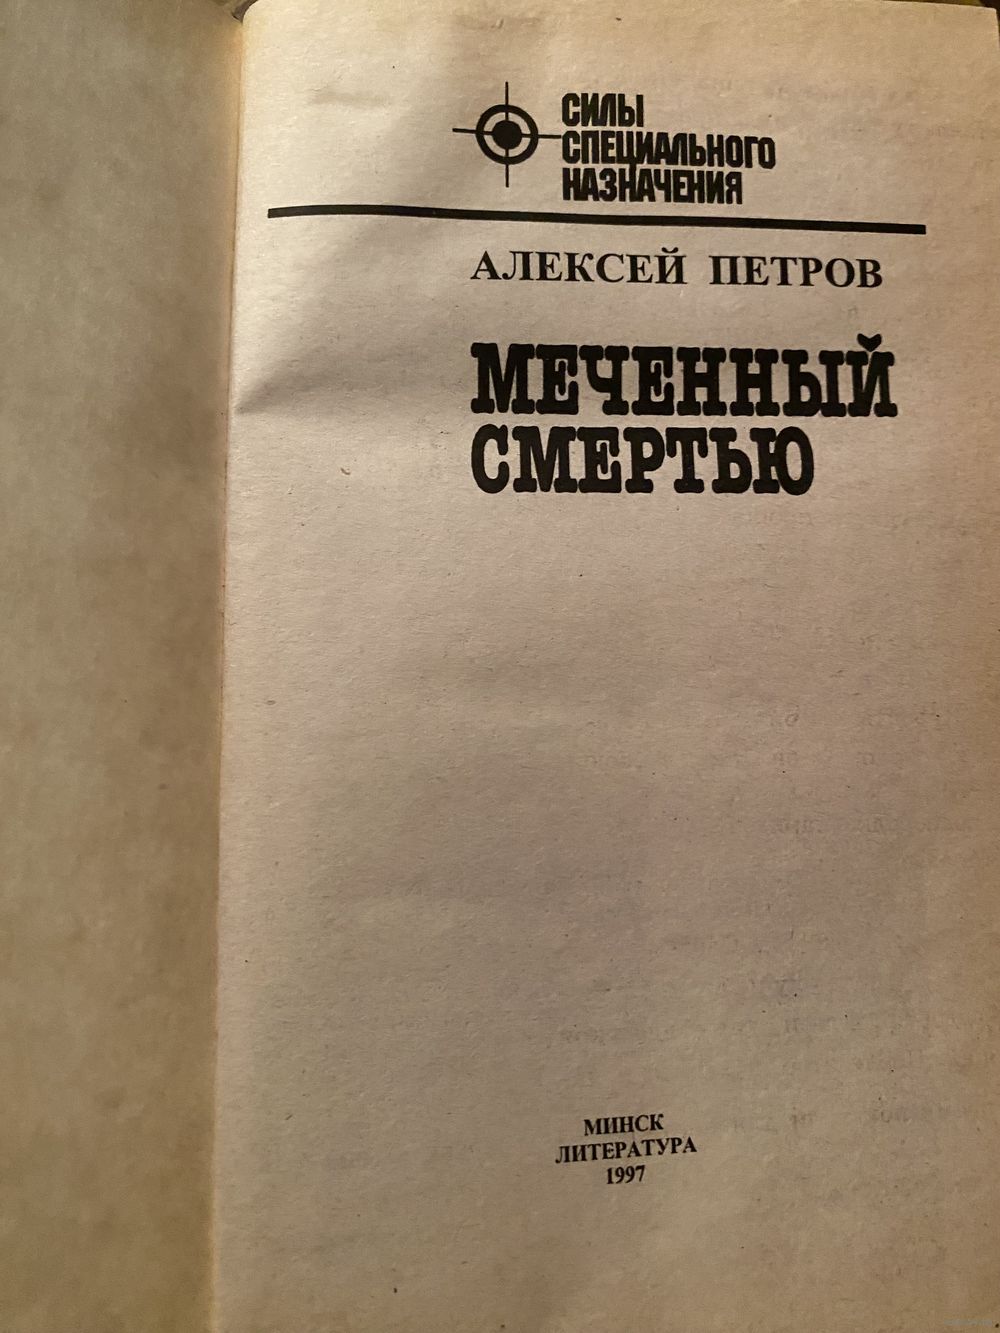 СИЛЫ
СПЕЦИАЛЬНОГО
НАЗНАЧЕНИЯ
АЛЕКСЕЙ ПЕТРОВ
МЕЧЕННЫЙ
СМЕРТЬЮ
МИНСК
ЛИТЕРАТУРА
1997